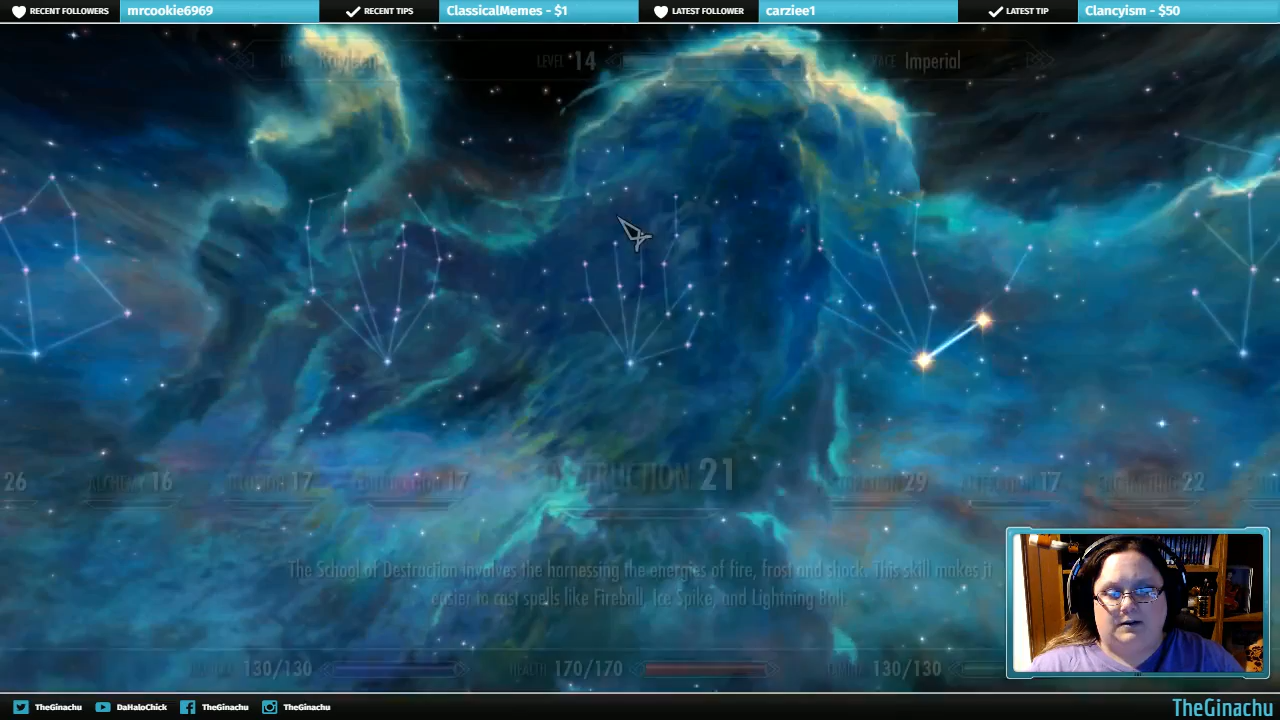 RECENT FOLLOWERS mrcookie6969 RECENT TIPS ClassicalMemes - $1 LATEST FOLLOWER carziee1 LATEST TIP Clancyism - $50
LEVEL 14 RACE Imperial
26 ALCHEMY 16 ILLUSION 17 CONJURATION 17 DESTRUCTION 21 RESTORATION 29 ALTERATION 17 ENCHANTING 22
The School of Destruction involves the harnessing the energies of fire, frost and shock. This skill makes it
easier to cast spells like Fireball, Ice Spike, and Lightning Bolt.
MAGICKA 130/130 HEALTH 170/170 STAMINA 130/130
TheGinachu DaHaloChick TheGinachu TheGinachu TheGinachu